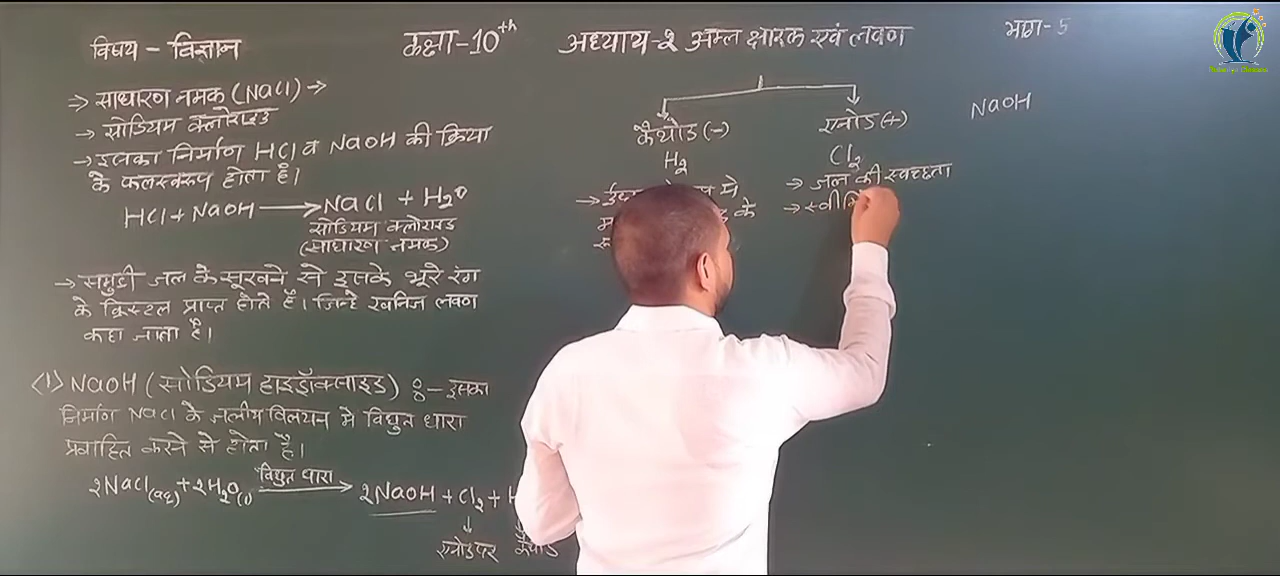 विषय - विज्ञान
कक्षा-10th
अध्याय-2 अम्ल क्षारक एवं लवण
भाग-5
→ साधारण नमक (NaCl) →
→ सोडियम क्लोराइड
→ इसका निर्माण HCl व NaOH की क्रिया
के फलस्वरूप होता है।
HCl + NaOH → NaCl + H2O
सोडियम क्लोराइड
(साधारण नमक)
→ समुद्री जल के सूखने से इसके भूरे रंग
के क्रिस्टल प्राप्त होते है। जिन्हे खनिज लवण
कहा जाता है।
(1) NaOH (सोडियम हाइड्रॉक्साइड) :- इसका
निर्माण NaCl के जलीय विलयन मे विद्युत धारा
प्रवाहित करने से होता है।
2NaCl(aq) + 2H2O(l) विद्युत धारा → 2NaOH + Cl2 + H
↓
एनोड पर कैथोड
कैथोड (-)
H2
मे
के
एनोड (+)
Cl2
→ जल की स्वच्छता
→ स्वीमि
NaOH